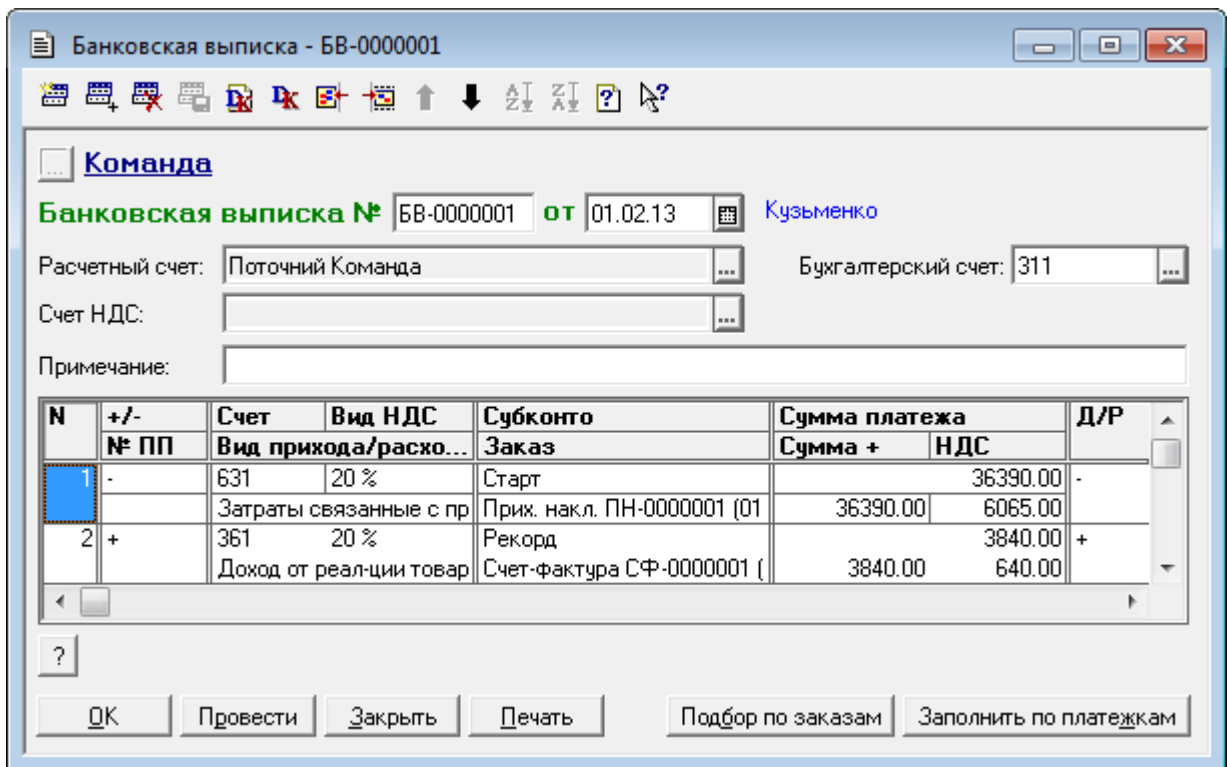 Банковская выписка - БВ-0000001
... Команда
Банковская выписка № БВ-0000001 от 01.02.13 Кузьменко
Расчетный счет: Поточний Команда ... Бухгалтерский счет: 311 ...
Счет НДС: ...
Примечание:
N +/- Счет Вид НДС Субконто Сумма платежа Д/Р
№ ПП Вид прихода/расхо... Заказ Сумма + НДС
1 - 631 20 % Старт 36390.00 -
Затраты связанные с пр Прих. накл. ПН-0000001 (01 36390.00 6065.00
2 + 361 20 % Рекорд 3840.00 +
Доход от реал-ции товар Счет-фактура СФ-0000001 ( 3840.00 640.00
?
OK Провести Закрыть Печать Подбор по заказам Заполнить по платежкам